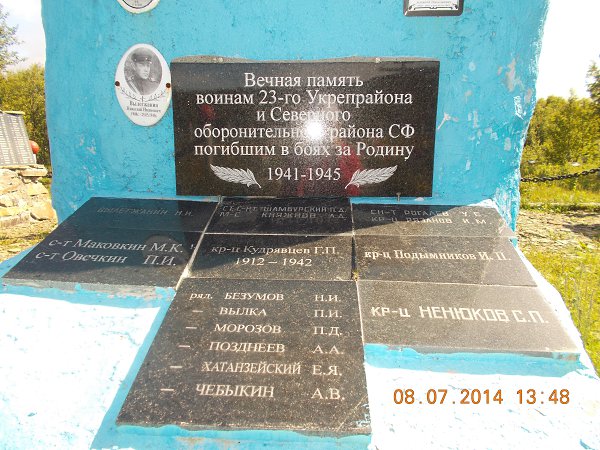 Вечная память
воинам 23-го Укрепрайона
и Северного
оборонительного района СФ
погибшим в боях за Родину
1941-1945
С-Т РОГАЛЕВ
КНЯЖИОВ А.Д.
с-т Маковкин М.К.
с-т Овечкин П.И.
кр-ц Кудрявцев Г.П.
1912 – 1942
кр-ц Подымников И.П.
ряд. БЕЗУМОВ Н.И.
– ВЫЛКА П.И.
– МОРОЗОВ П.Д.
– ПОЗДНЕЕВ А.А.
– ХАТАНЗЕЙСКИЙ Е.Я.
– ЧЕБЫКИН А.В.
кр-ц НЕНЮКОВ С.П.
08.07.2014 13:48